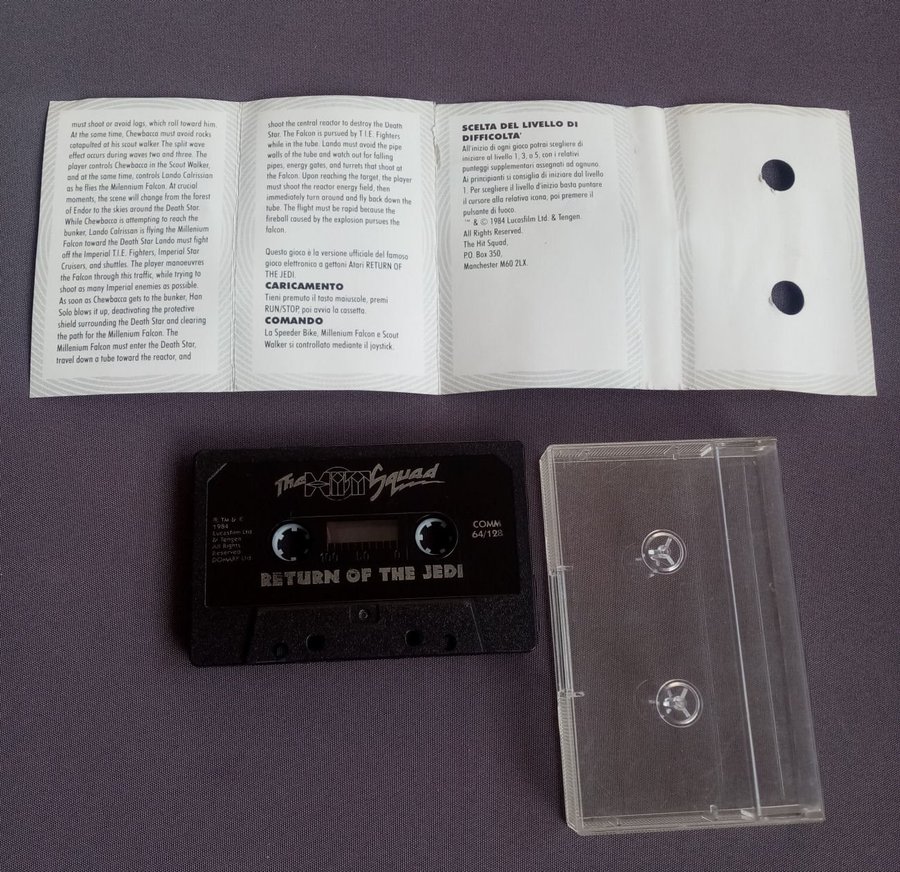 must shoot or avoid logs, which roll toward him.
At the same time, Chewbacca must avoid rocks
catapulted at his scout walker The split wave
effect occurs during waves two and three. The
player controls Chewbacca in the Scout Walker,
and at the same time, controls Lando Calrissian
as he flies the Milennium Falcon. At crucial
moments, the scene will change from the forest
of Endor to the skies around the Death Star.
While Chewbacca is attempting to reach the
bunker, Lando Calrissan is flying the Millenium
Falcon toward the Death Star Lando must fight
off the Imperial T.I.E. Fighters, Imperial Star
Cruisers, and shuttles. The player manoeuvres
the Falcon through this traffic, while trying to
shoot as many Imperial enemies as possible.
As soon as Chewbacca gets to the bunker, Han
Solo blows it up, deactivating the protective
shield surrounding the Death Star and clearing
the path for the Millenium Falcon. The
Millenium Falcon must enter the Death Star,
travel down a tube toward the reactor, and
shoot the central reactor to destroy the Death
Star. The Falcon is pursued by T.I.E. Fighters
while in the tube. Lando must avoid the pipe
walls of the tube and watch out for falling
pipes, energy gates, and turrets that shoot at
the Falcon. Upon reaching the target, the player
must shoot the reactor energy field, then
immediately turn around and fly back down the
tube. The flight must be rapid because the
fireball caused by the explosion pursues the
falcon.
Questo gioco è la versione ufficiale del famoso
gioco elettronico a gettoni Atari RETURN OF
THE JEDI.
CARICAMENTO
Tieni premuto il tasto maiuscole, premi
RUN/STOP, poi avvia la cassetta.
COMANDO
La Speeder Bike, Millenium Falcon e Scout
Walker si controllato mediante il joystick.
SCELTA DEL LIVELLO DI
DIFFICOLTA'
All'inizio di ogni gioco potrai scegliere di
iniziare al livello 1, 3, o 5, con i relativi
punteggi supplementari assegnati ad ognuno.
Ai principianti si consiglia di iniziare dal livello
1. Per scegliere il livello d'inizio basta puntare
il cursore alla relativa icona, poi premere il
pulsante di fuoco.
™ & © 1984 Lucasfilm Ltd. & Tengen.
All Rights Reserved.
The Hit Squad,
P.O. Box 350,
Manchester M60 2LX.
The HIT Squad
R, TM & ©
1984
Lucasfilm Ltd.
& Tengen
All Rights
Reserved
DOMARK Ltd.
COMM
64/128
100 50 0
RETURN OF THE JEDI